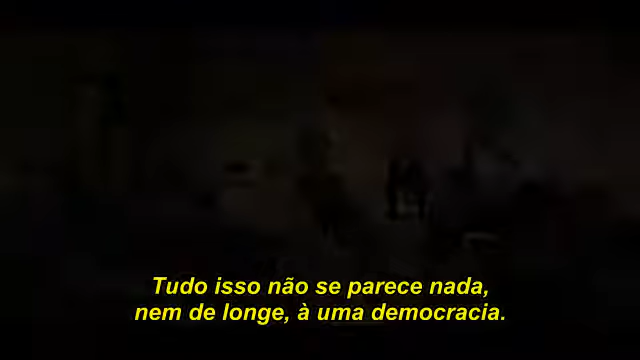 Tudo isso não se parece nada,
nem de longe, à uma democracia.